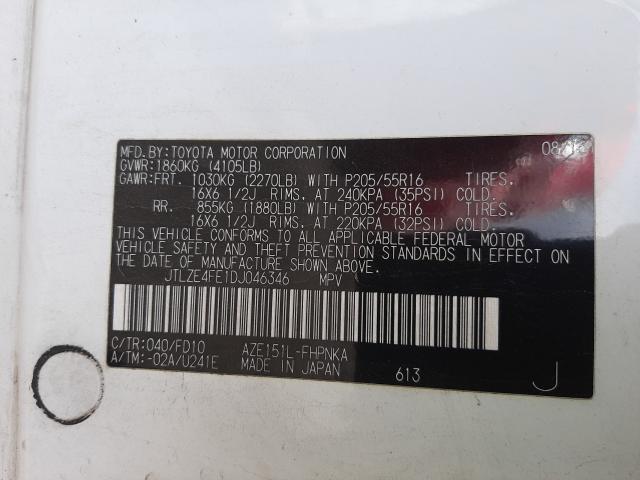 MFD.BY:TOYOTA MOTOR CORPORATION
GVWR:1860KG (4105LB)
GAWR:FRT. 1030KG (2270LB) WITH P205/55R16 TIRES.
16X6 1/2J RIMS. AT 240KPA (35PSI) COLD.
RR. 855KG (1880LB) WITH P205/55R16 TIRES.
16X6 1/2J RIMS. AT 220KPA (32PSI) COLD.
THIS VEHICLE CONFORMS TO ALL APPLICABLE FEDERAL MOTOR
VEHICLE SAFETY AND THEFT PREVENTION STANDARDS IN EFFECT ON
THE DATE OF MANUFACTURE SHOWN ABOVE.
JTLZE4FE1DJ046346 MPV
C/TR:040/FD10 AZE151L-FHPNKA
A/TM:-02A/U241E MADE IN JAPAN 613 J